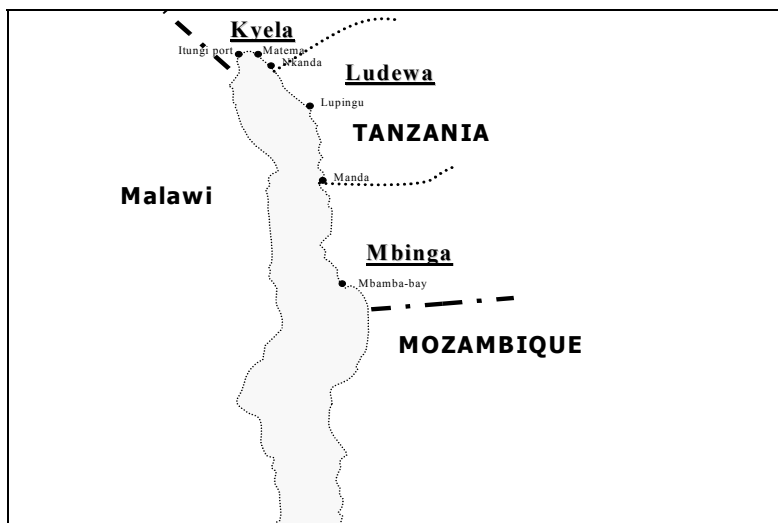 Kyela
Itungi port
Matema
Nkanda
Ludewa
Lupingu
TANZANIA
Manda
Malawi
Mbinga
Mbamba-bay
MOZAMBIQUE